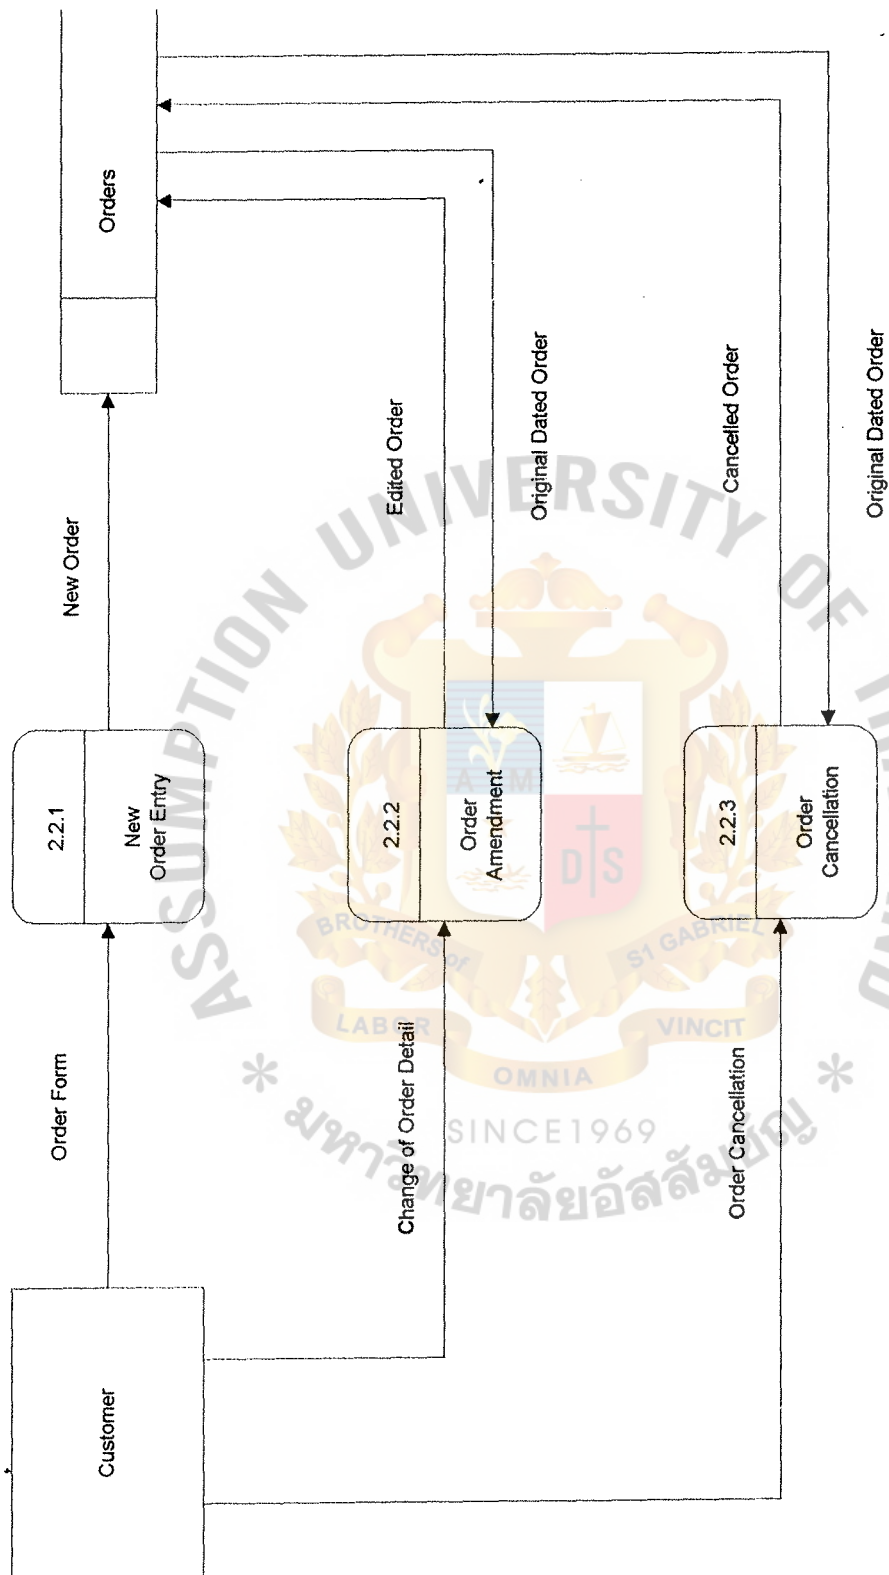 Customer
Order Form
Change of Order Detail
Order Cancellation
2.2.1
New
Order Entry
2.2.2
Order
Amendment
2.2.3
Order
Cancellation
New Order
Edited Order
Original Dated Order
Cancelled Order
Original Dated Order
Orders
ASSUMPTION UNIVERSITY OF
A M
D S
BROTHERS of
ST GABRIEL
LABOR
OMNIA
VINCIT
SINCE1969
มหาวิทยาลัยอัสสัมชัญ